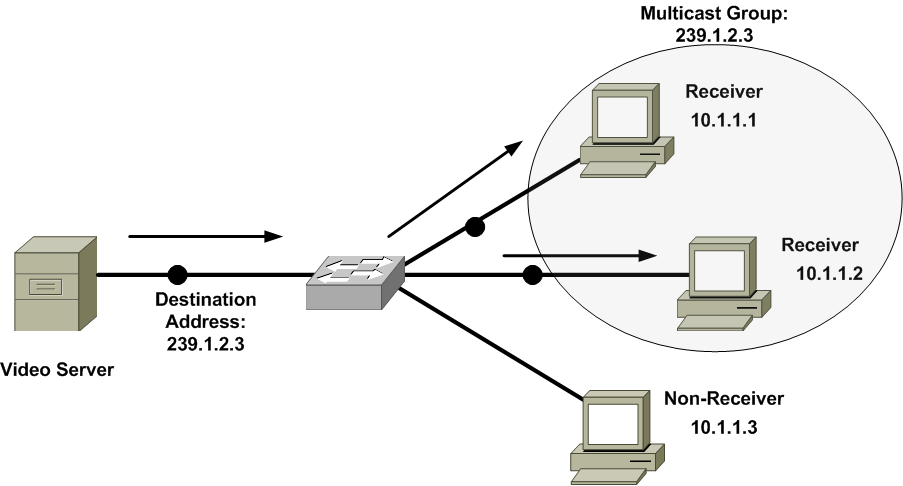 Multicast Group:
239.1.2.3
Receiver
10.1.1.1
Receiver
10.1.1.2
Destination
Address:
239.1.2.3
Video Server
Non-Receiver
10.1.1.3